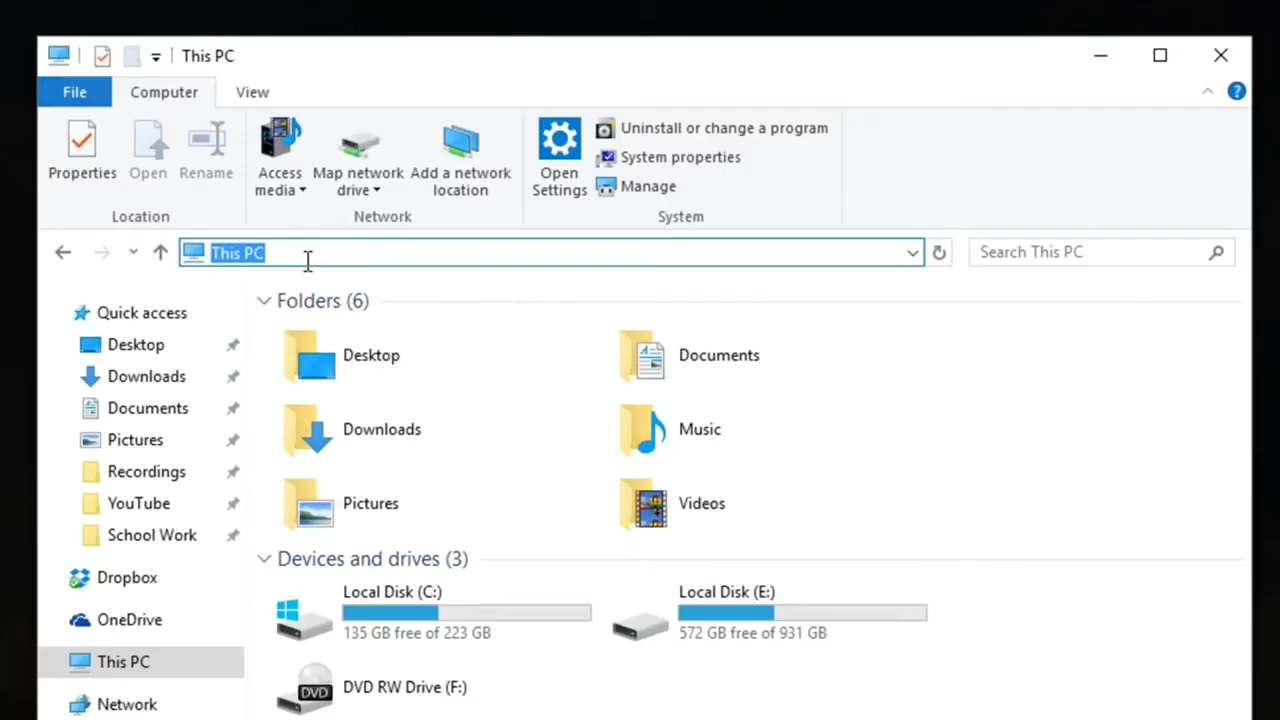 This PC
File Computer View
Properties Open Rename Access media Map network drive Add a network location Open Settings
Uninstall or change a program
System properties
Manage
Location Network System
This PC Search This PC
Quick access
Desktop
Downloads
Documents
Pictures
Recordings
YouTube
School Work
Dropbox
OneDrive
This PC
Network
Folders (6)
Desktop Documents
Downloads Music
Pictures Videos
Devices and drives (3)
Local Disk (C:) Local Disk (E:)
135 GB free of 223 GB 572 GB free of 931 GB
DVD DVD RW Drive (F:)